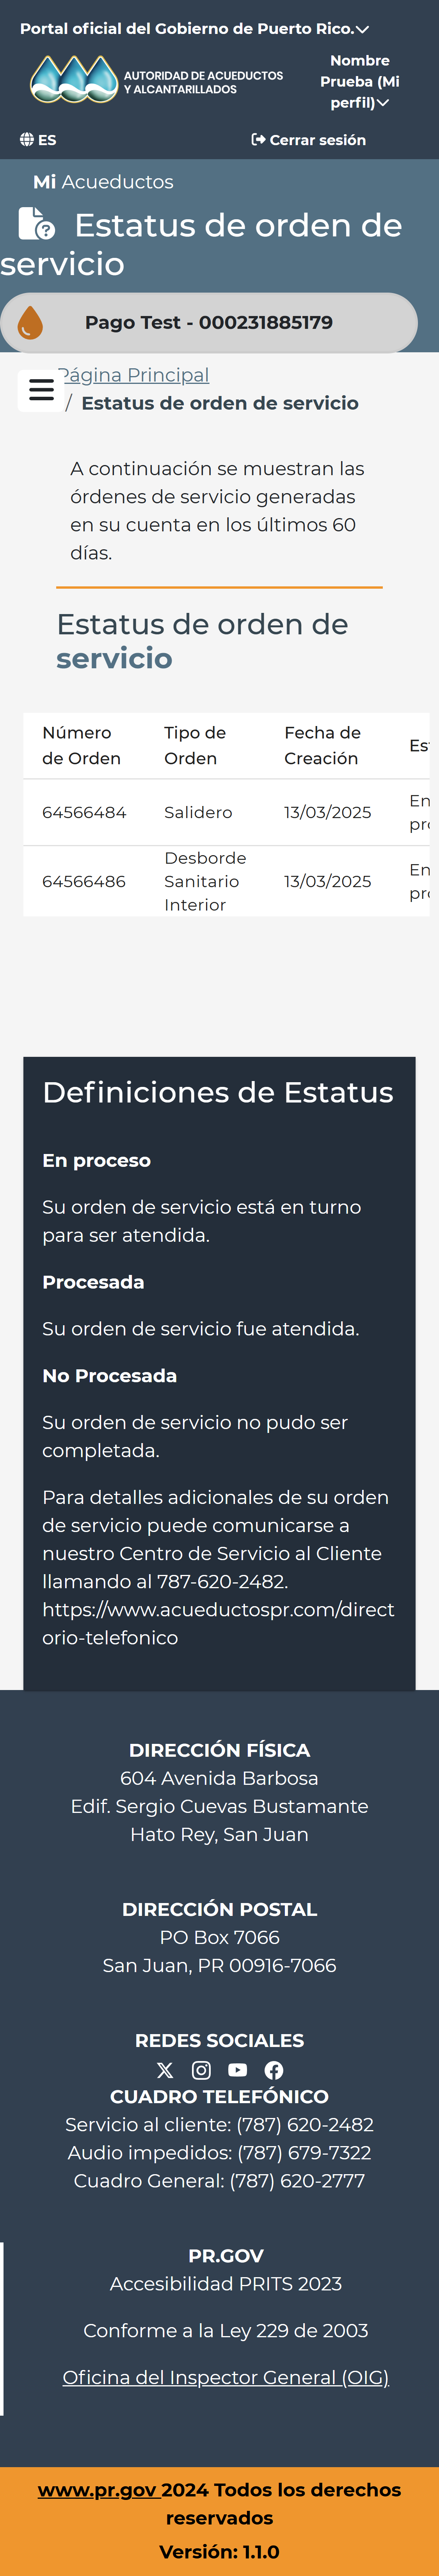 Portal oficial del Gobierno de Puerto Rico.
AUTORIDAD DE ACUEDUCTOS
Y ALCANTARILLADOS
Nombre
Prueba (Mi
perfil)
ES
Cerrar sesión
Mi Acueductos
Estatus de orden de
servicio
Pago Test - 000231885179
Página Principal
/ Estatus de orden de servicio
A continuación se muestran las
órdenes de servicio generadas
en su cuenta en los últimos 60
días.
Estatus de orden de
servicio
Número
de Orden
Tipo de
Orden
Fecha de
Creación
64566484
Salidero
13/03/2025
En
64566486
Desborde
Sanitario
Interior
13/03/2025
En
Definiciones de Estatus
En proceso
Su orden de servicio está en turno
para ser atendida.
Procesada
Su orden de servicio fue atendida.
No Procesada
Su orden de servicio no pudo ser
completada.
Para detalles adicionales de su orden
de servicio puede comunicarse a
nuestro Centro de Servicio al Cliente
llamando al 787-620-2482.
https://www.acueductospr.com/direct
orio-telefonico
DIRECCIÓN FÍSICA
604 Avenida Barbosa
Edif. Sergio Cuevas Bustamante
Hato Rey, San Juan
DIRECCIÓN POSTAL
PO Box 7066
San Juan, PR 00916-7066
REDES SOCIALES
CUADRO TELEFÓNICO
Servicio al cliente: (787) 620-2482
Audio impedidos: (787) 679-7322
Cuadro General: (787) 620-2777
PR.GOV
Accesibilidad PRITS 2023
Conforme a la Ley 229 de 2003
Oficina del Inspector General (OIG)
www.pr.gov 2024 Todos los derechos
reservados
Versión: 1.1.0